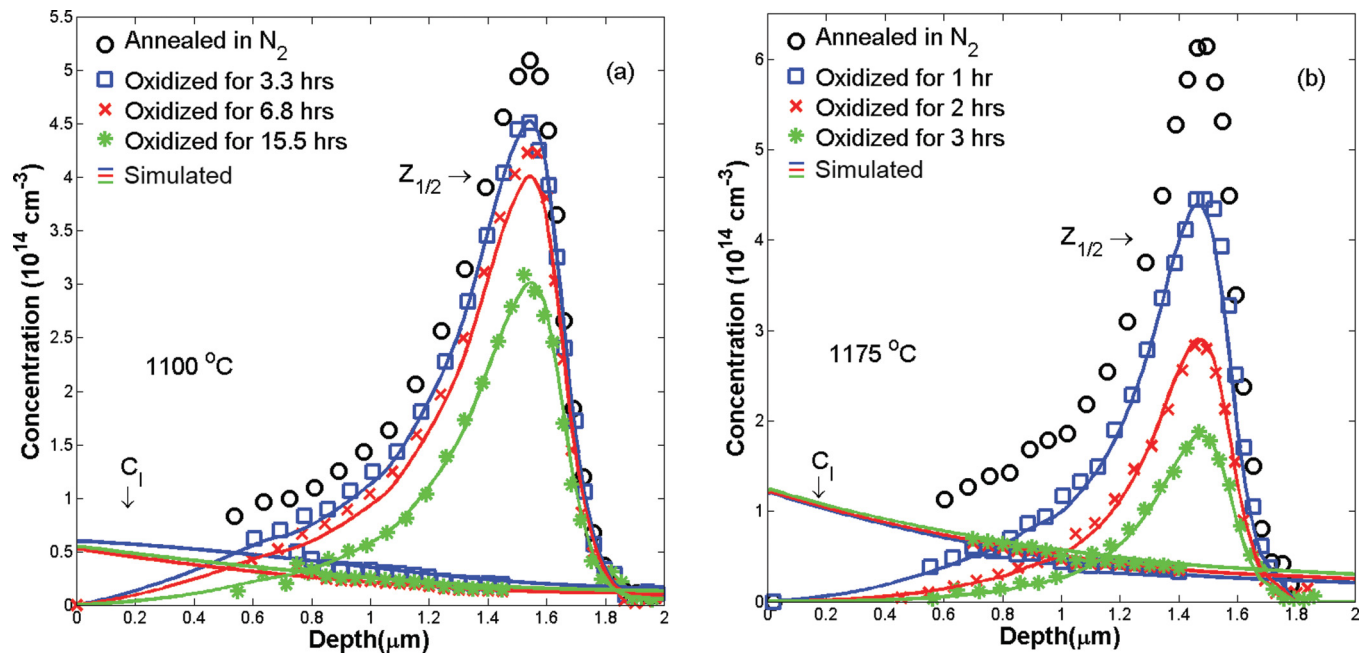 5.5
5
4.5
4
3.5
3
2.5
2
1.5
1
0.5
0
Concentration (10^14 cm^-3)
Annealed in N_2
Oxidized for 3.3 hrs
Oxidized for 6.8 hrs
Oxidized for 15.5 hrs
Simulated
(a)
Z_1/2 →
1100 °C
C_I
↓
0 0.2 0.4 0.6 0.8 1 1.2 1.4 1.6 1.8 2
Depth(μm)
6
5
4
3
2
1
0
Concentration (10^14 cm^-3)
Annealed in N_2
Oxidized for 1 hr
Oxidized for 2 hrs
Oxidized for 3 hrs
Simulated
(b)
Z_1/2 →
1175 °C
C_I
↓
0 0.2 0.4 0.6 0.8 1 1.2 1.4 1.6 1.8 2
Depth(μm)